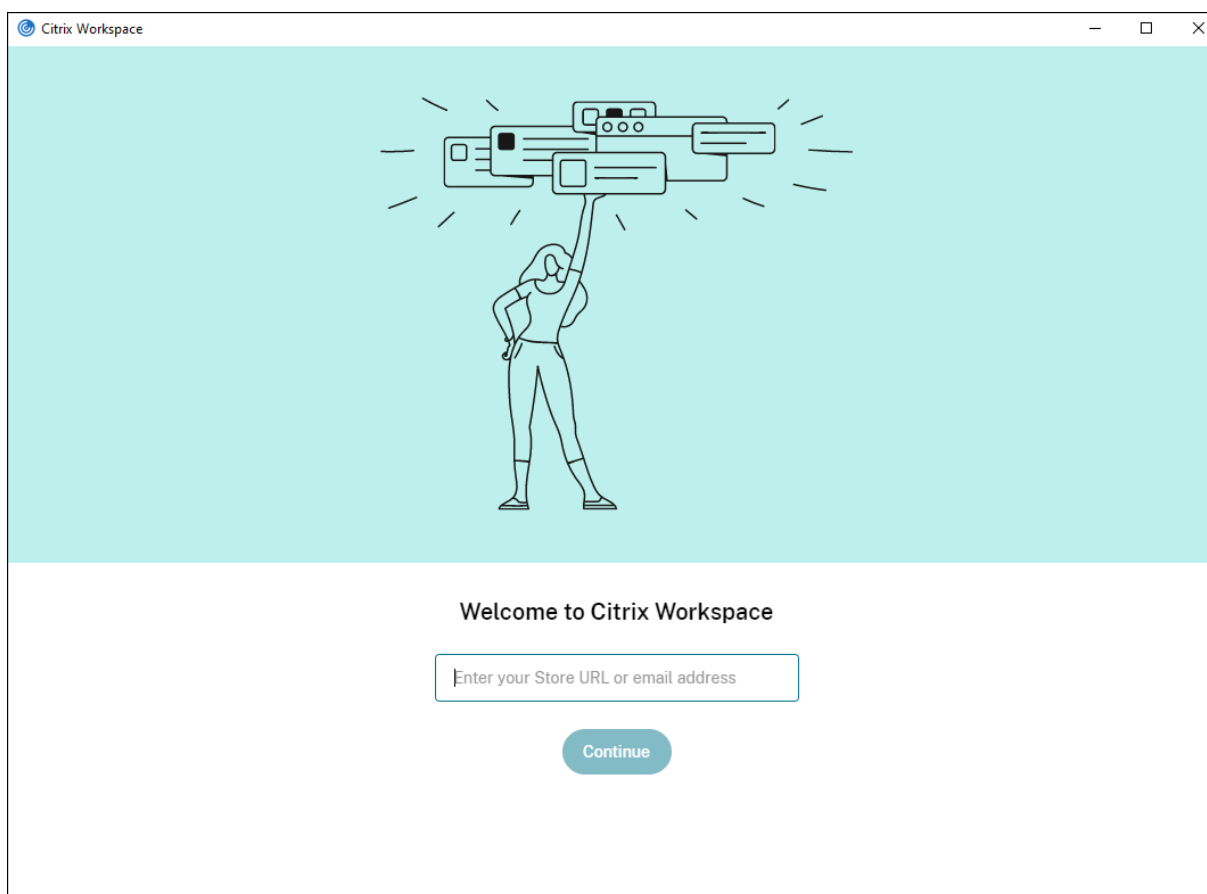 Citrix Workspace
Welcome to Citrix Workspace
Enter your Store URL or email address
Continue